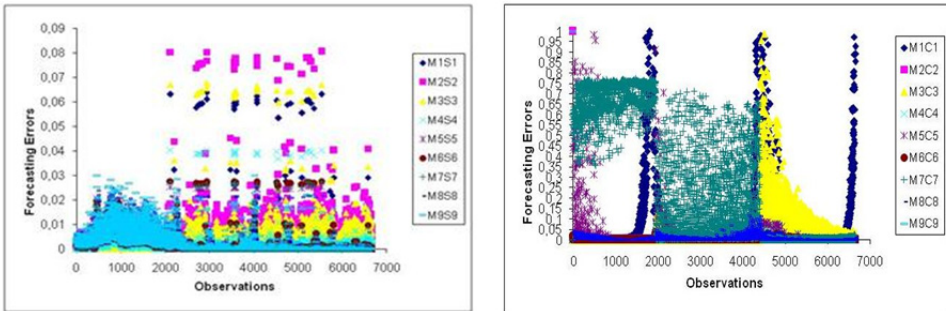 0,09
0,08
0,07
0,06
0,05
0,04
0,03
0,02
0,01
0
Forecasting Errors
0 1000 2000 3000 4000 5000 6000 7000
Observations
M1S1
M2S2
M3S3
M4S4
M5S5
M6S6
M7S7
M8S8
M9S9
1
0,95
0,9
0,85
0,8
0,75
0,7
0,65
0,6
0,55
0,5
0,45
0,4
0,35
0,3
0,25
0,2
0,15
0,1
0,05
0
Forecasting Errors
0 1000 2000 3000 4000 5000 6000 7000
Observations
M1C1
M2C2
M3C3
M4C4
M5C5
M6C6
M7C7
M8C8
M9C9